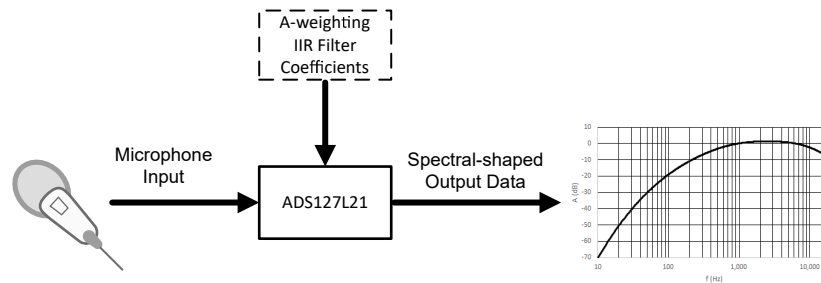 A-weighting
IIR Filter
Coefficients
Microphone
Input
ADS127L21
Spectral-shaped
Output Data
10
0
-10
-20
-30
-40
-50
-60
-70
A (dB)
10
100
1,000
10,000
f (Hz)